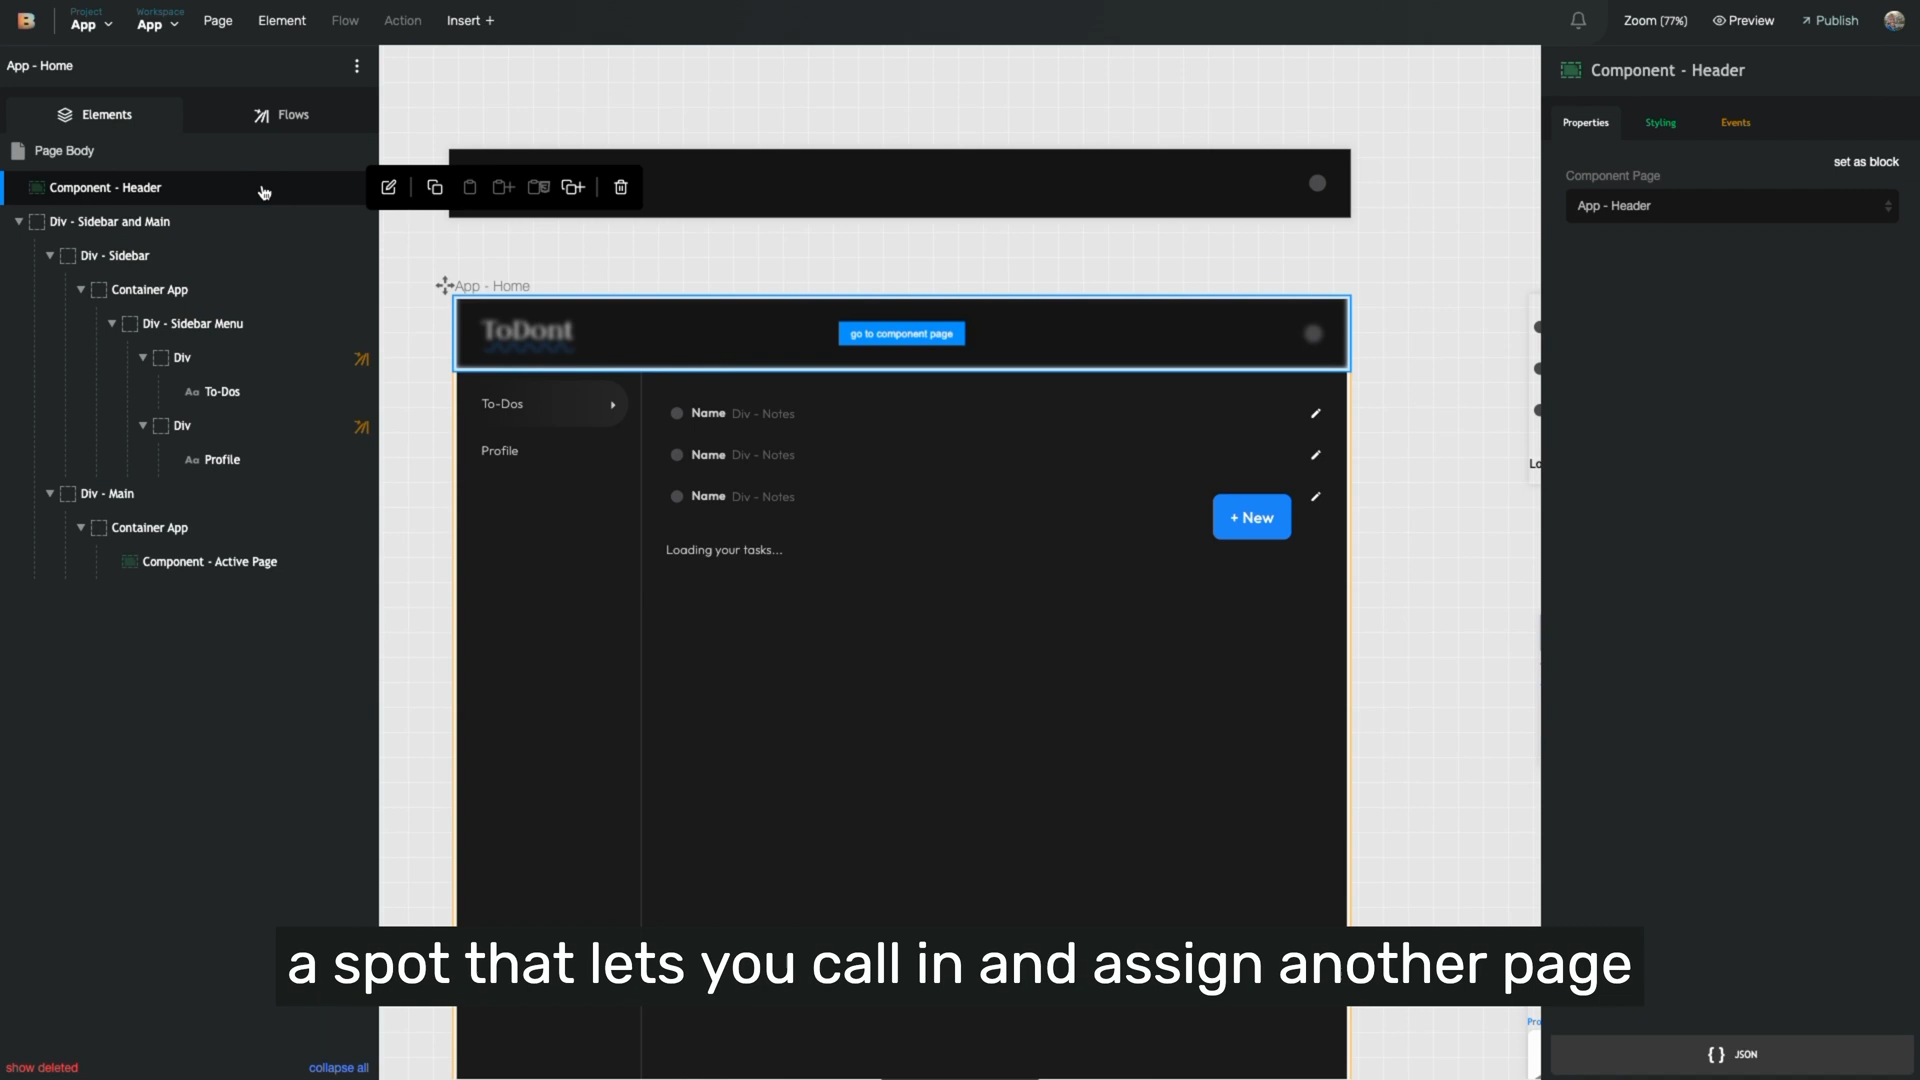 Project
App
Workspace
App
Page
Element
Flow
Action
Insert +
Zoom (77%)
Preview
Publish
App - Home
Elements
Flows
Page Body
Component - Header
Div - Sidebar and Main
Div - Sidebar
Container App
Div - Sidebar Menu
Div
Aa To-Dos
Div
Aa Profile
Div - Main
Container App
Component - Active Page
show deleted
collapse all
App - Home
ToDont
go to component page
To-Dos
Profile
Name Div - Notes
Name Div - Notes
Name Div - Notes
+ New
Loading your tasks...
Lo
Pro
Component - Header
Properties
Styling
Events
set as block
Component Page
App - Header
{ } JSON
a spot that lets you call in and assign another page